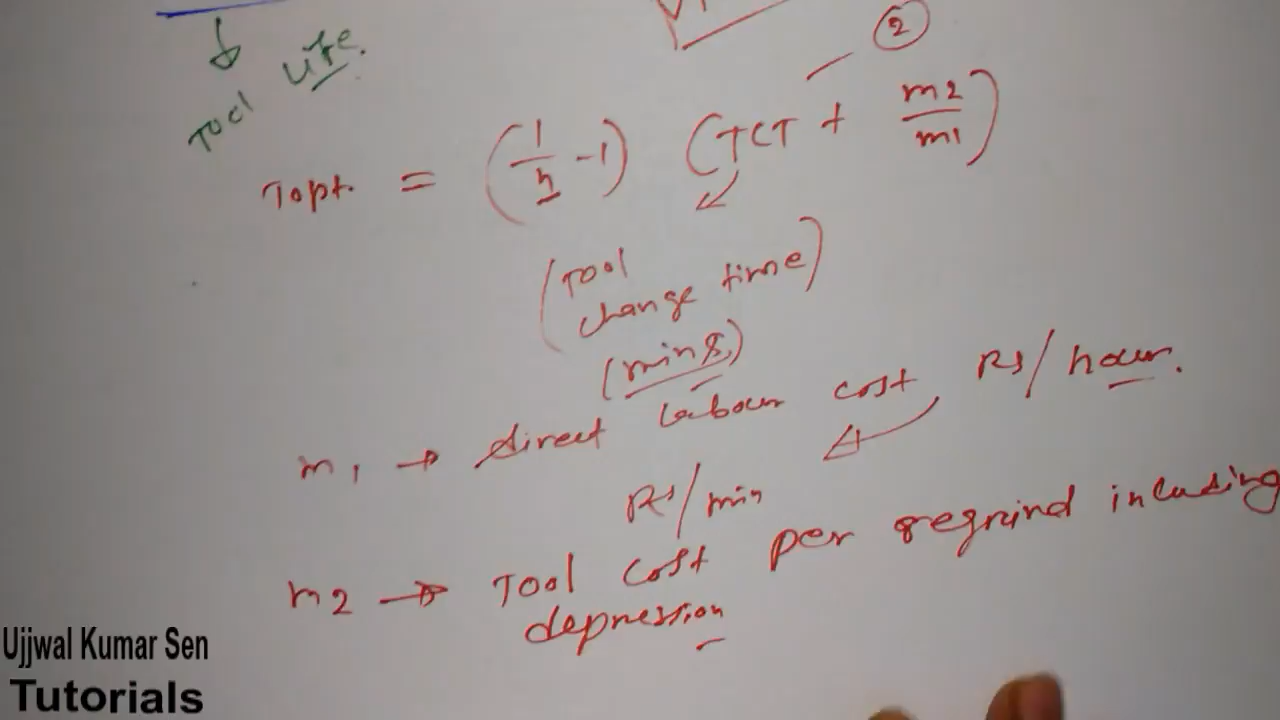 Tool life.
2
Topt. = (1/n - 1) (TCT + m2/m1)
(Tool change time)
(mins)
m1 → direct labour cost Rs/hour.
Rs/min
m2 → Tool cost per regrind including
depression
Ujjwal Kumar Sen
Tutorials